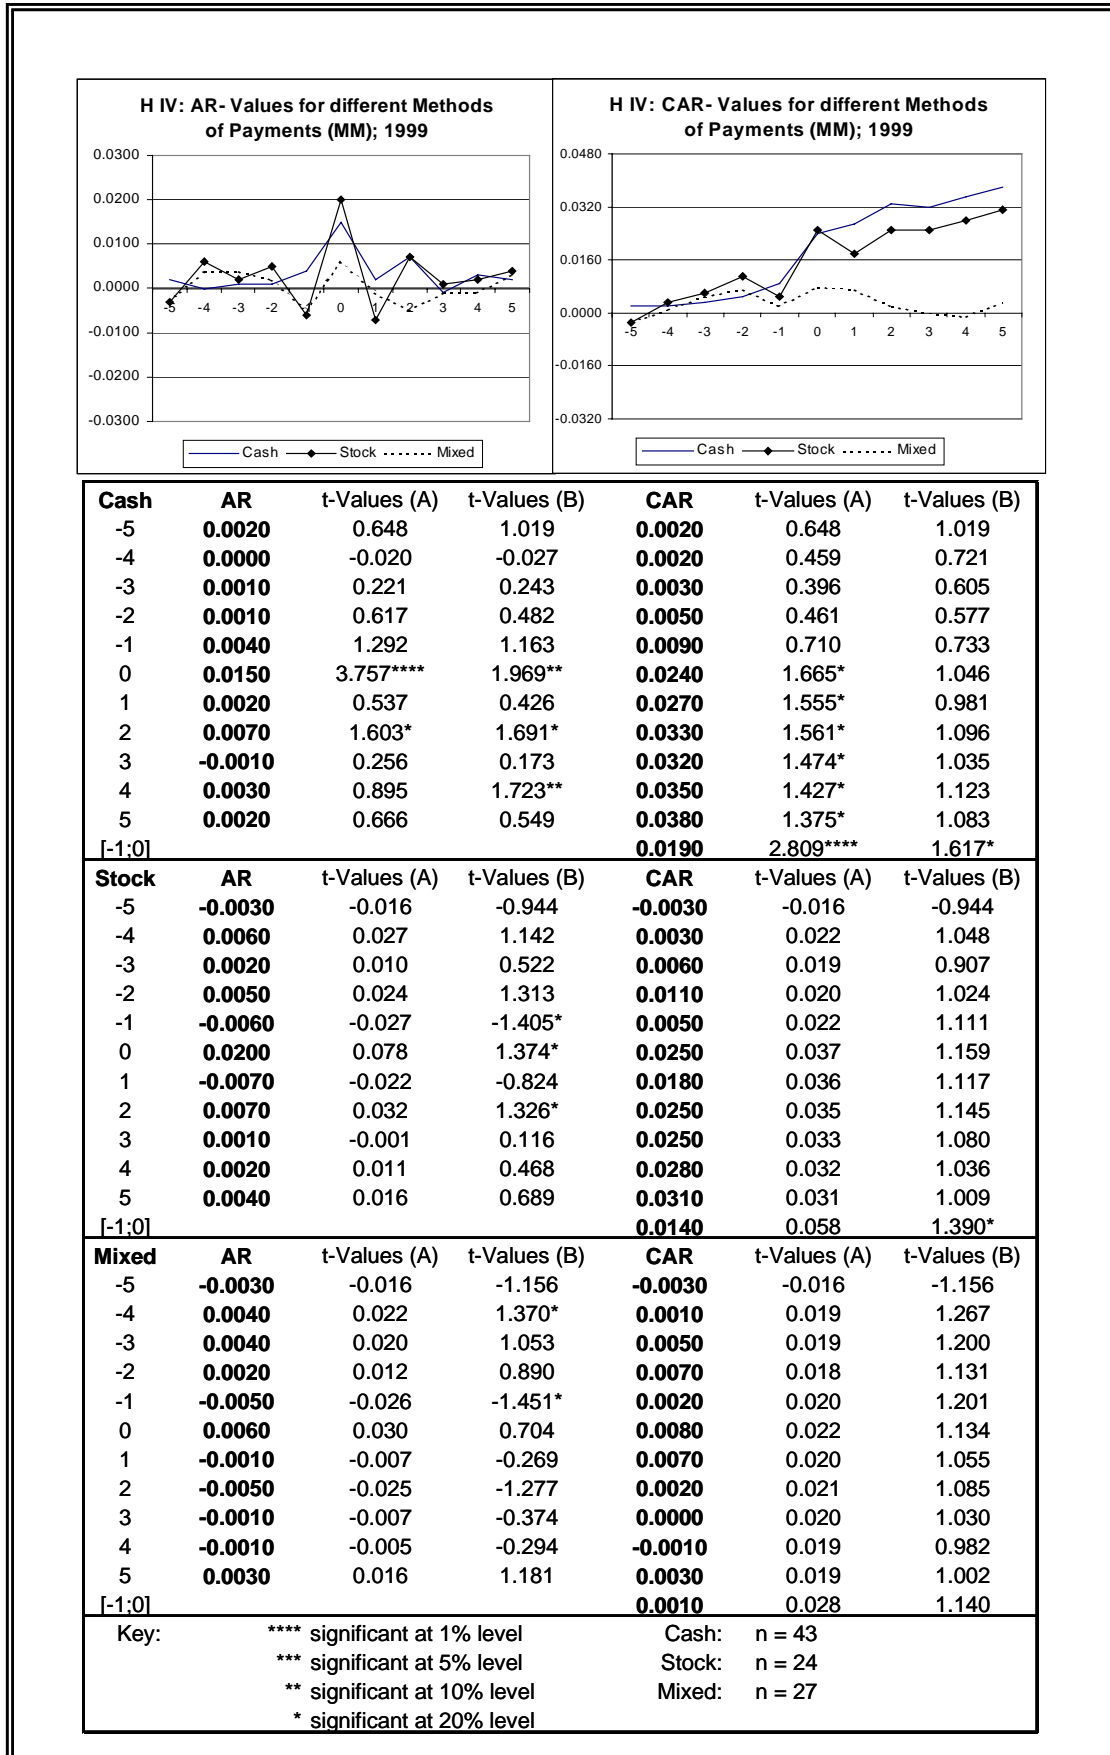 H IV: AR- Values for different Methods
of Payments (MM); 1999
0.0300
0.0200
0.0100
0.0000
-0.0100
-0.0200
-0.0300
-5 -4 -3 -2 -1 0 1 2 3 4 5
Cash Stock Mixed
H IV: CAR- Values for different Methods
of Payments (MM); 1999
0.0480
0.0320
0.0160
0.0000
-0.0160
-0.0320
-5 -4 -3 -2 -1 0 1 2 3 4 5
Cash Stock Mixed
Cash AR t-Values (A) t-Values (B) CAR t-Values (A) t-Values (B)
-5 0.0020 0.648 1.019 0.0020 0.648 1.019
-4 0.0000 -0.020 -0.027 0.0020 0.459 0.721
-3 0.0010 0.221 0.243 0.0030 0.396 0.605
-2 0.0010 0.617 0.482 0.0050 0.461 0.577
-1 0.0040 1.292 1.163 0.0090 0.710 0.733
0 0.0150 3.757**** 1.969** 0.0240 1.665* 1.046
1 0.0020 0.537 0.426 0.0270 1.555* 0.981
2 0.0070 1.603* 1.691* 0.0330 1.561* 1.096
3 -0.0010 0.256 0.173 0.0320 1.474* 1.035
4 0.0030 0.895 1.723** 0.0350 1.427* 1.123
5 0.0020 0.666 0.549 0.0380 1.375* 1.083
[-1;0] 0.0190 2.809**** 1.617*
Stock AR t-Values (A) t-Values (B) CAR t-Values (A) t-Values (B)
-5 -0.0030 -0.016 -0.944 -0.0030 -0.016 -0.944
-4 0.0060 0.027 1.142 0.0030 0.022 1.048
-3 0.0020 0.010 0.522 0.0060 0.019 0.907
-2 0.0050 0.024 1.313 0.0110 0.020 1.024
-1 -0.0060 -0.027 -1.405* 0.0050 0.022 1.111
0 0.0200 0.078 1.374* 0.0250 0.037 1.159
1 -0.0070 -0.022 -0.824 0.0180 0.036 1.117
2 0.0070 0.032 1.326* 0.0250 0.035 1.145
3 0.0010 -0.001 0.116 0.0250 0.033 1.080
4 0.0020 0.011 0.468 0.0280 0.032 1.036
5 0.0040 0.016 0.689 0.0310 0.031 1.009
[-1;0] 0.0140 0.058 1.390*
Mixed AR t-Values (A) t-Values (B) CAR t-Values (A) t-Values (B)
-5 -0.0030 -0.016 -1.156 -0.0030 -0.016 -1.156
-4 0.0040 0.022 1.370* 0.0010 0.019 1.267
-3 0.0040 0.020 1.053 0.0050 0.019 1.200
-2 0.0020 0.012 0.890 0.0070 0.018 1.131
-1 -0.0050 -0.026 -1.451* 0.0020 0.020 1.201
0 0.0060 0.030 0.704 0.0080 0.022 1.134
1 -0.0010 -0.007 -0.269 0.0070 0.020 1.055
2 -0.0050 -0.025 -1.277 0.0020 0.021 1.085
3 -0.0010 -0.007 -0.374 0.0000 0.020 1.030
4 -0.0010 -0.005 -0.294 -0.0010 0.019 0.982
5 0.0030 0.016 1.181 0.0030 0.019 1.002
[-1;0] 0.0010 0.028 1.140
Key: **** significant at 1% level Cash: n = 43
*** significant at 5% level Stock: n = 24
** significant at 10% level Mixed: n = 27
* significant at 20% level